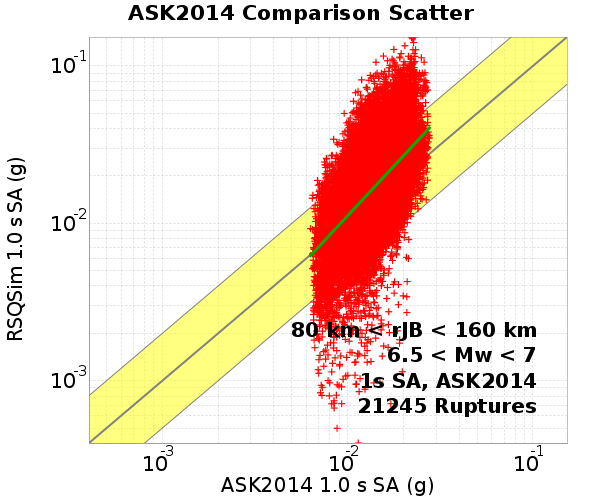 ASK2014 Comparison Scatter
RSQSim 1.0 s SA (g)
10-1
10-2
10-3
80 km < rJB < 160 km
6.5 < Mw < 7
1s SA, ASK2014
21245 Ruptures
10-3
10-2
10-1
ASK2014 1.0 s SA (g)